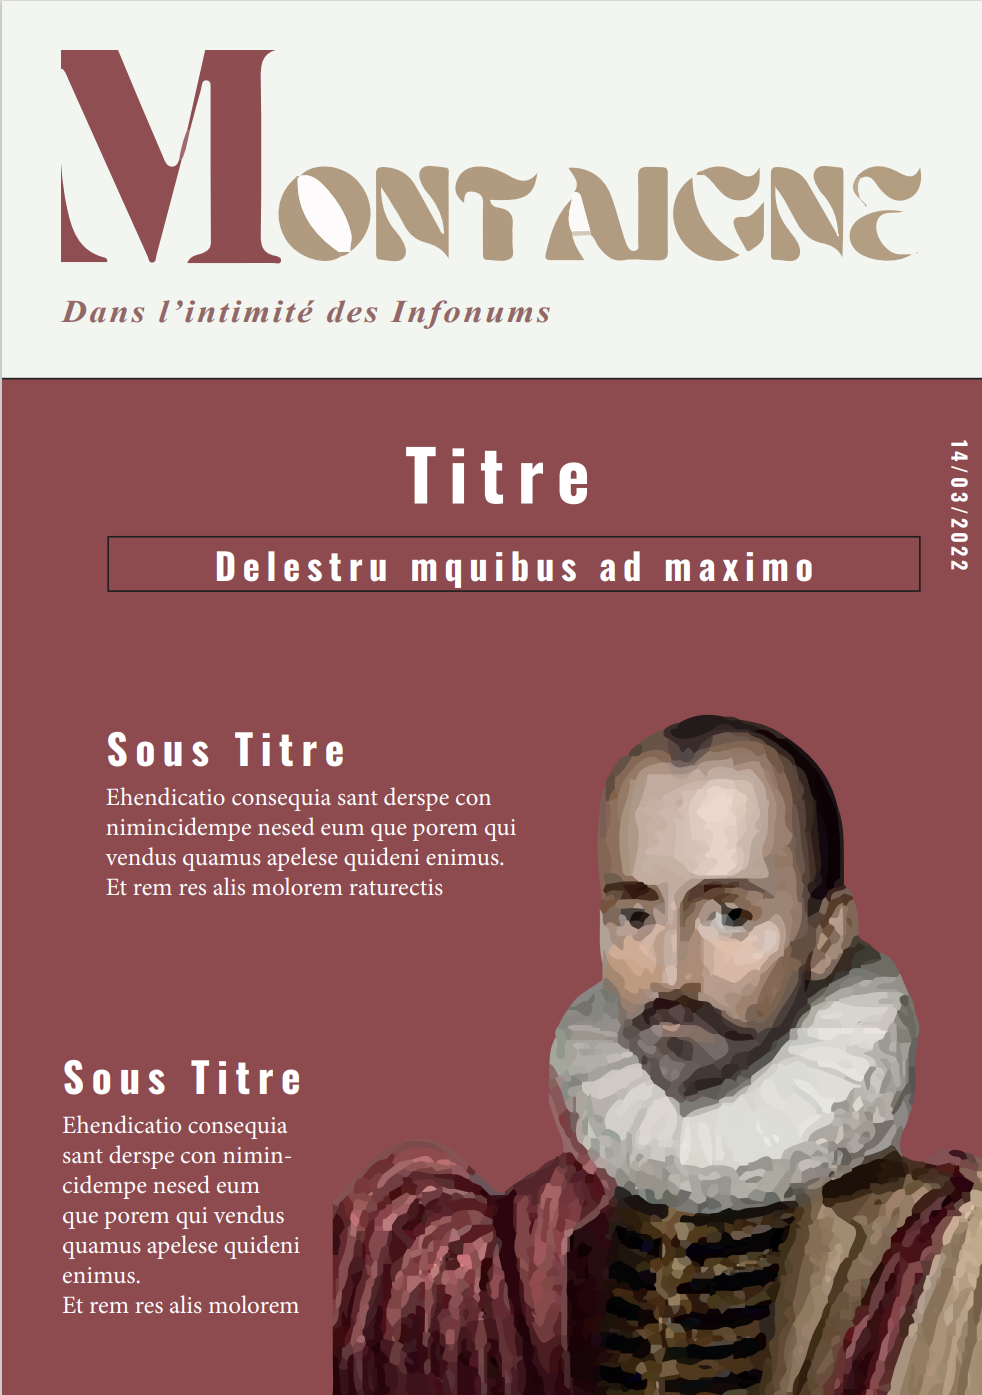 MONTAIGNE
Dans l’intimité des Infonums
Titre
14/03/2022
Delestru mquibus ad maximo
Sous Titre
Ehendicatio consequia sant derspe con
nimincidempe nesed eum que porem qui
vendus quamus apelese quideni enimus.
Et rem res alis molorem raturectis
Sous Titre
Ehendicatio consequia
sant derspe con nimin-
cidempe nesed eum
que porem qui vendus
quamus apelese quideni
enimus.
Et rem res alis molorem